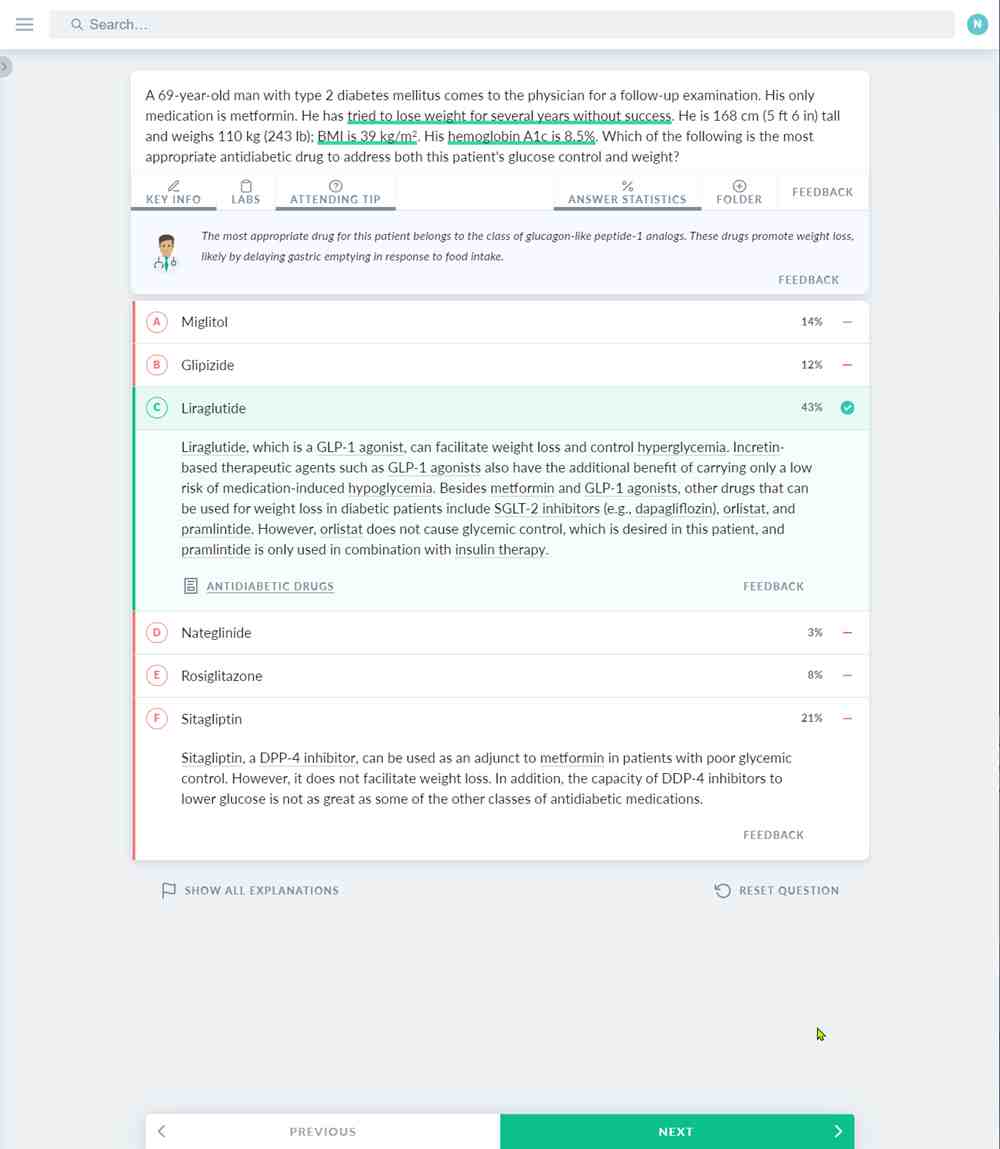 Search…
N
A 69-year-old man with type 2 diabetes mellitus comes to the physician for a follow-up examination. His only
medication is metformin. He has tried to lose weight for several years without success. He is 168 cm (5 ft 6 in) tall
and weighs 110 kg (243 lb); BMI is 39 kg/m². His hemoglobin A1c is 8.5%. Which of the following is the most
appropriate antidiabetic drug to address both this patient's glucose control and weight?
KEY INFO LABS ATTENDING TIP ANSWER STATISTICS FOLDER FEEDBACK
The most appropriate drug for this patient belongs to the class of glucagon-like peptide-1 analogs. These drugs promote weight loss,
likely by delaying gastric emptying in response to food intake.
FEEDBACK
A Miglitol 14%
B Glipizide 12%
C Liraglutide 43%
Liraglutide, which is a GLP-1 agonist, can facilitate weight loss and control hyperglycemia. Incretin-
based therapeutic agents such as GLP-1 agonists also have the additional benefit of carrying only a low
risk of medication-induced hypoglycemia. Besides metformin and GLP-1 agonists, other drugs that can
be used for weight loss in diabetic patients include SGLT-2 inhibitors (e.g., dapagliflozin), orlistat, and
pramlintide. However, orlistat does not cause glycemic control, which is desired in this patient, and
pramlintide is only used in combination with insulin therapy.
ANTIDIABETIC DRUGS FEEDBACK
D Nateglinide 3%
E Rosiglitazone 8%
F Sitagliptin 21%
Sitagliptin, a DPP-4 inhibitor, can be used as an adjunct to metformin in patients with poor glycemic
control. However, it does not facilitate weight loss. In addition, the capacity of DDP-4 inhibitors to
lower glucose is not as great as some of the other classes of antidiabetic medications.
FEEDBACK
SHOW ALL EXPLANATIONS RESET QUESTION
PREVIOUS NEXT